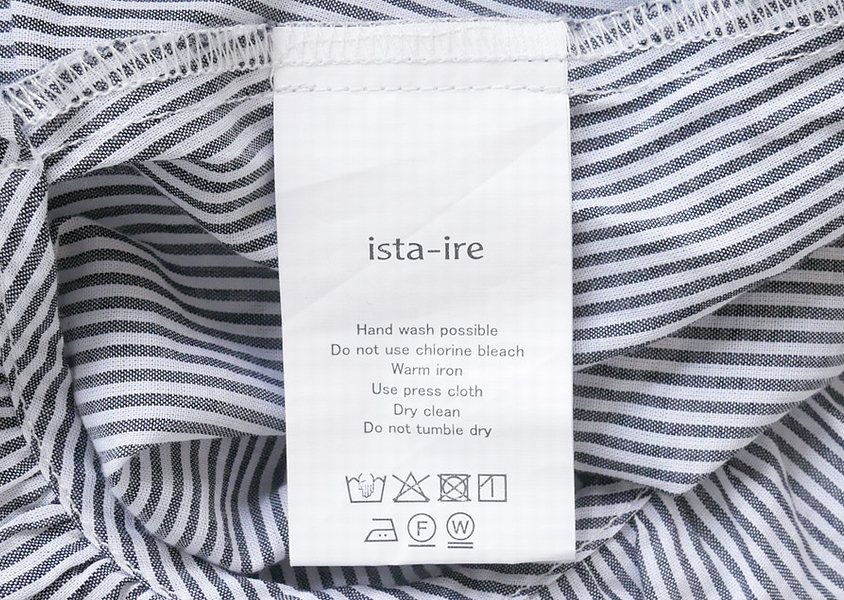 ista-ire
Hand wash possible
Do not use chlorine bleach
Warm iron
Use press cloth
Dry clean
Do not tumble dry
F W